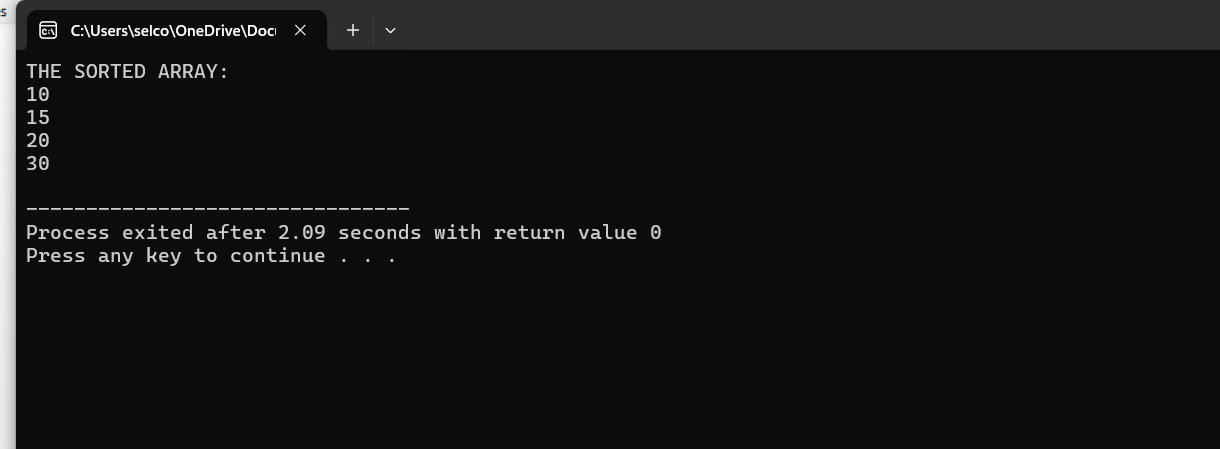 C:\Users\selco\OneDrive\Docu
THE SORTED ARRAY:
10
15
20
30
--------------------------------
Process exited after 2.09 seconds with return value 0
Press any key to continue . . .